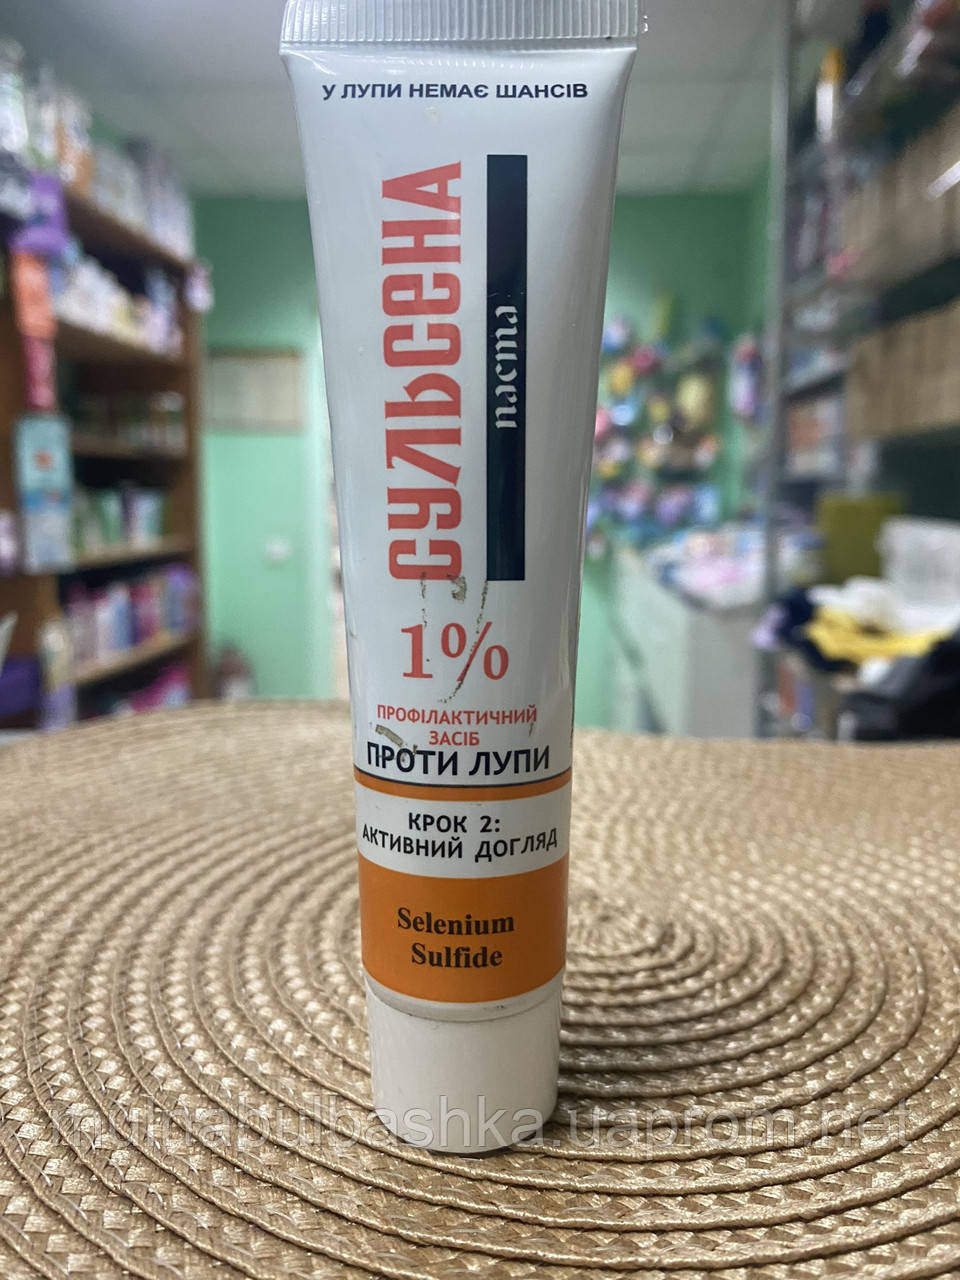 У ЛУПИ НЕМАЄ ШАНСІВ
СУЛЬСЕНА
паста
1%
ПРОФІЛАКТИЧНИЙ
ЗАСІБ
ПРОТИ ЛУПИ
КРОК 2:
АКТИВНИЙ ДОГЛЯД
Selenium
Sulfide
mulnabulbashka.uaprom.net